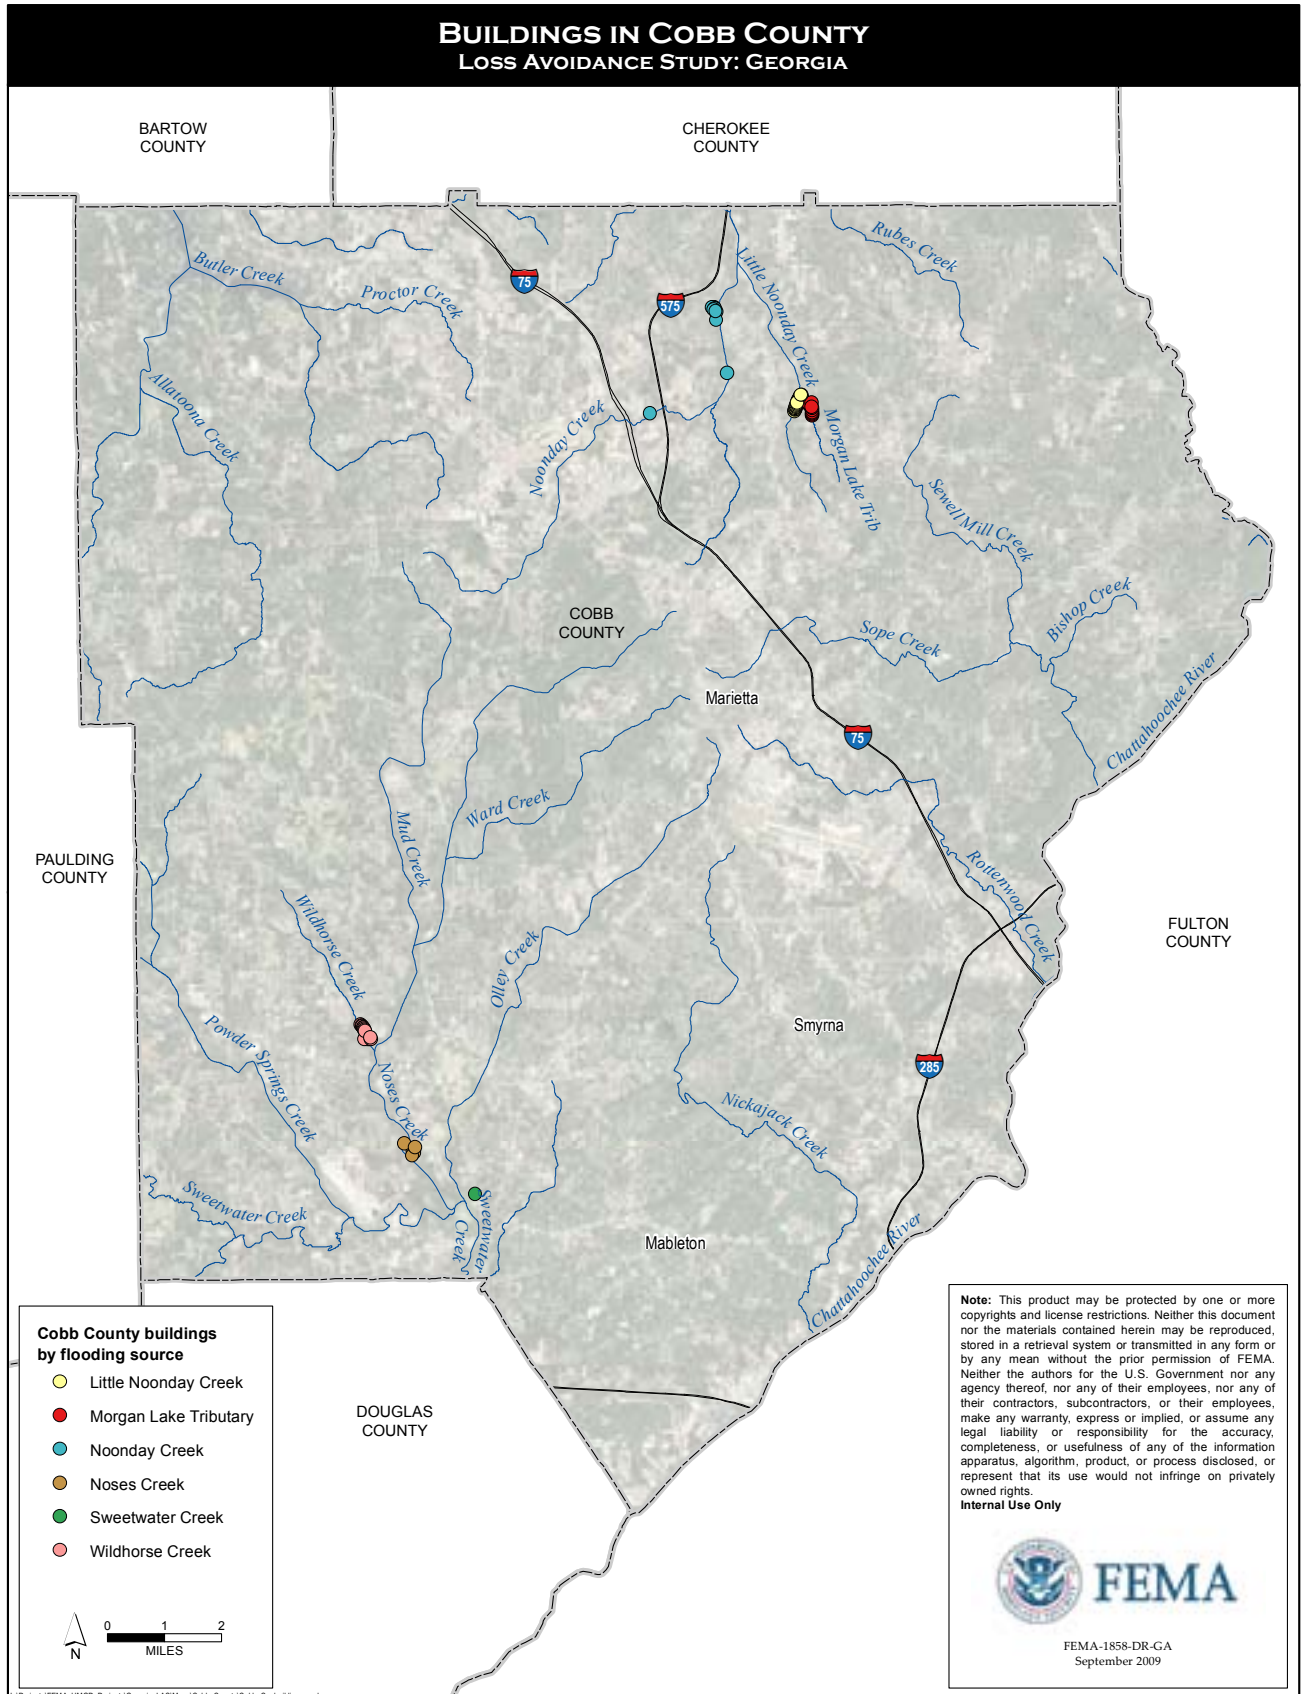 BUILDINGS IN COBB COUNTY
LOSS AVOIDANCE STUDY: GEORGIA
BARTOW
COUNTY
CHEROKEE
COUNTY
Rubes Creek
Butler Creek
Proctor Creek
75
575
Little Noonday Creek
Allatoona Creek
Noonday Creek
Morgan Lake Trib
Sewell Mill Creek
Bishop Creek
COBB
COUNTY
Sope Creek
Chattahoochee River
Marietta
75
Ward Creek
Mud Creek
PAULDING
COUNTY
Rottenwood Creek
FULTON
COUNTY
Wildhorse Creek
Olley Creek
Smyrna
Powder Springs Creek
285
Noses Creek
Nickajack Creek
Sweetwater Creek
Sweetwater
Creek
Mableton
Chattahoochee River
DOUGLAS
COUNTY
Cobb County buildings
by flooding source
Little Noonday Creek
Morgan Lake Tributary
Noonday Creek
Noses Creek
Sweetwater Creek
Wildhorse Creek
N
0 1 2
MILES
Note: This product may be protected by one or more
copyrights and license restrictions. Neither this document
nor the materials contained herein may be reproduced,
stored in a retrieval system or transmitted in any form or
by any mean without the prior permission of FEMA.
Neither the authors for the U.S. Government nor any
agency thereof, nor any of their employees, nor any of
their contractors, subcontractors, or their employees,
make any warranty, express or implied, or assume any
legal liability or responsibility for the accuracy,
completeness, or usefulness of any of the information
apparatus, algorithm, product, or process disclosed, or
represent that its use would not infringe on privately
owned rights.
Internal Use Only
FEMA
FEMA-1858-DR-GA
September 2009